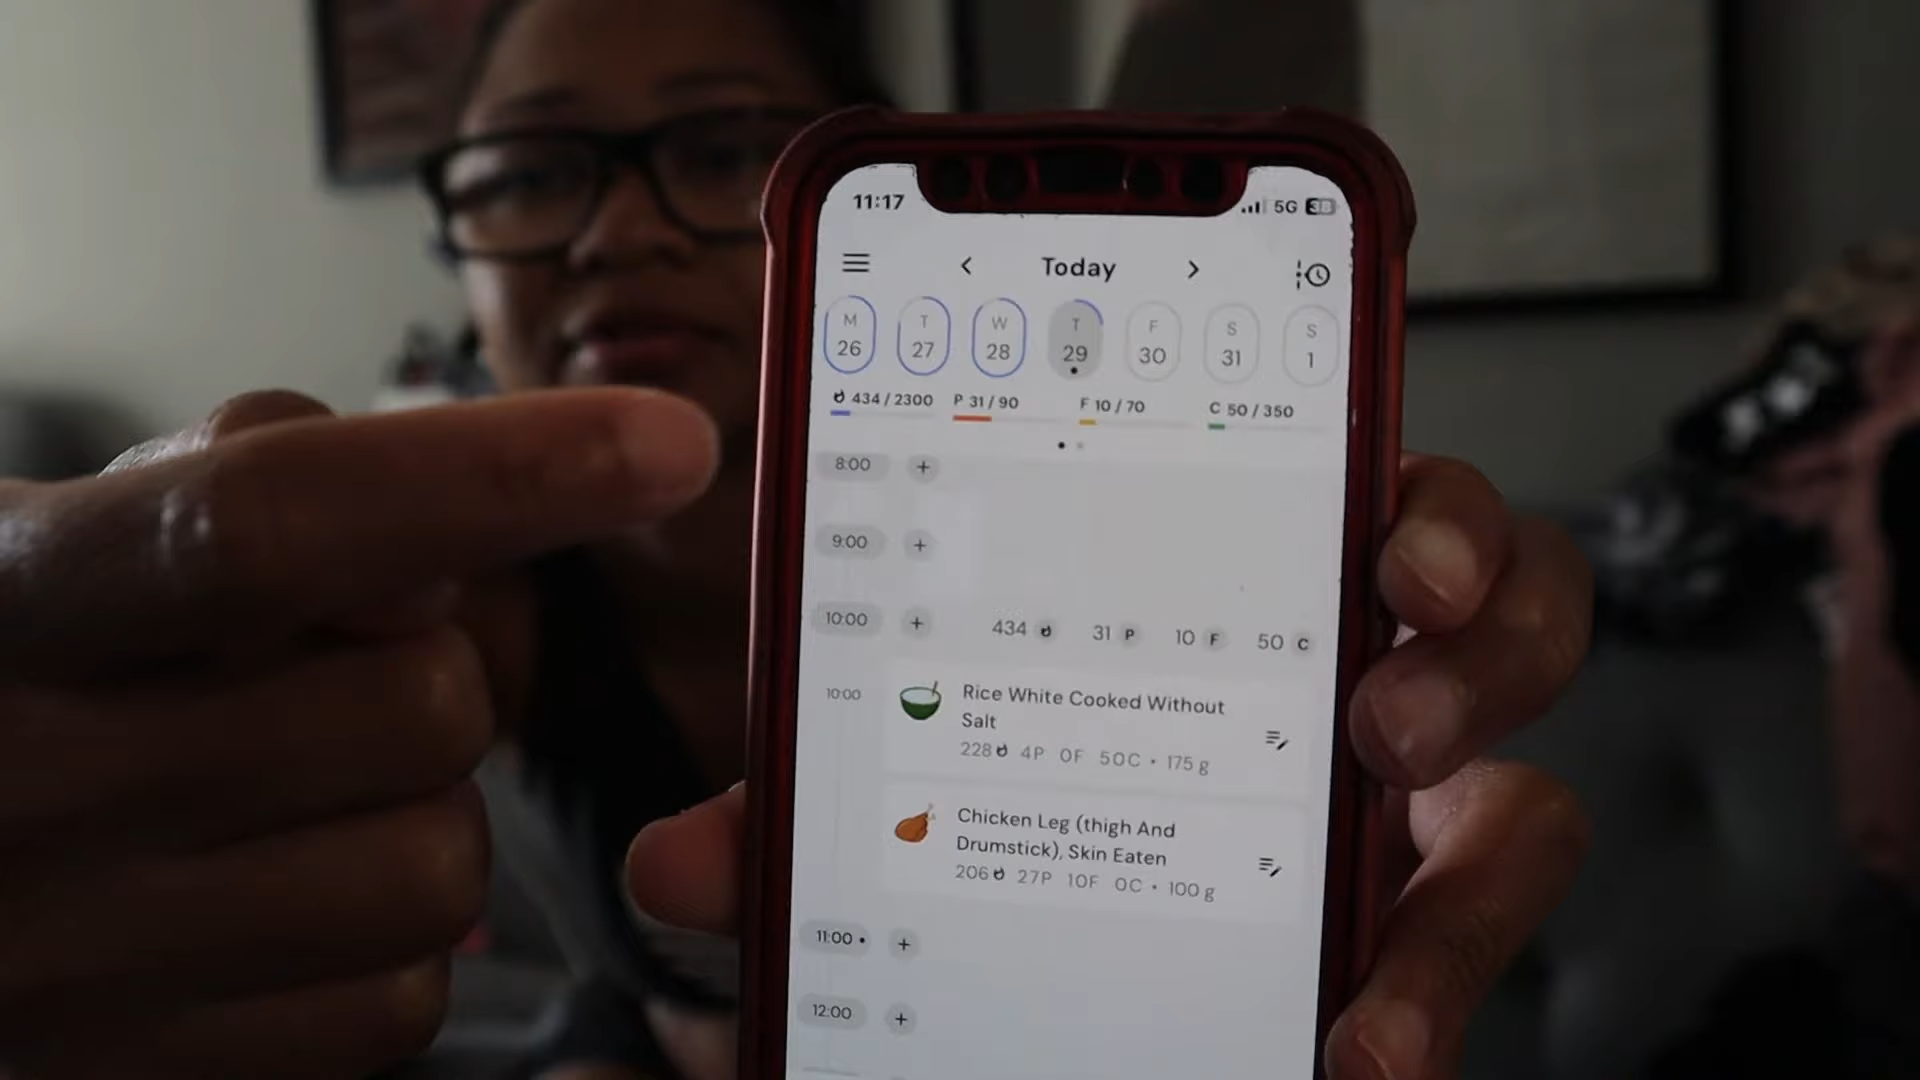 11:17 5G 38
Today
M T W T F S S
26 27 28 29 30 31 1
434 / 2300 P 31 / 90 F 10 / 70 C 50 / 350
8:00 +
9:00 +
10:00 + 434 31 P 10 F 50 C
10:00 Rice White Cooked Without
Salt
228 4P 0F 50C • 175 g
Chicken Leg (thigh And
Drumstick), Skin Eaten
206 27P 10F 0C • 100 g
11:00 • +
12:00 +